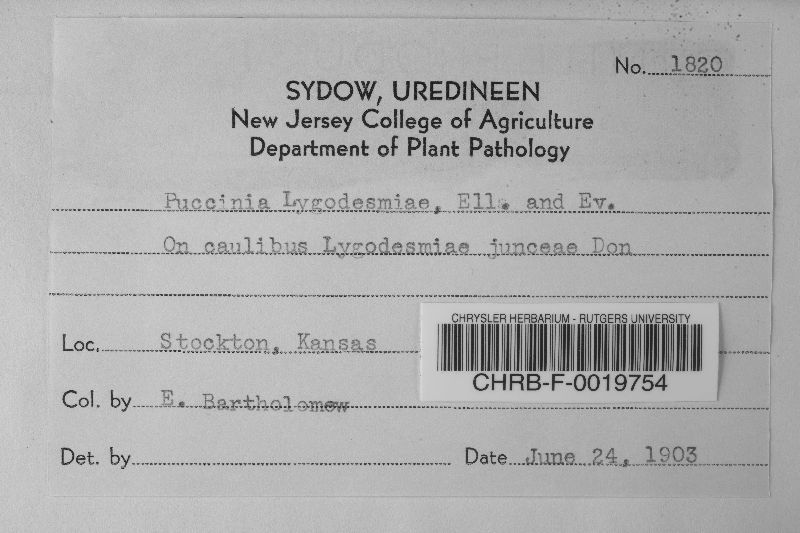 No. 1820
SYDOW, UREDINEEN
New Jersey College of Agriculture
Department of Plant Pathology
Puccinia Lygodesmiae, Ell. and Ev.
On caulibus Lygodesmiae junceae Don
Loc. Stockton, Kansas
CHRYSLER HERBARIUM - RUTGERS UNIVERSITY
CHRB-F-0019754
Col. by E. Bartholomew
Det. by
Date June 24, 1903